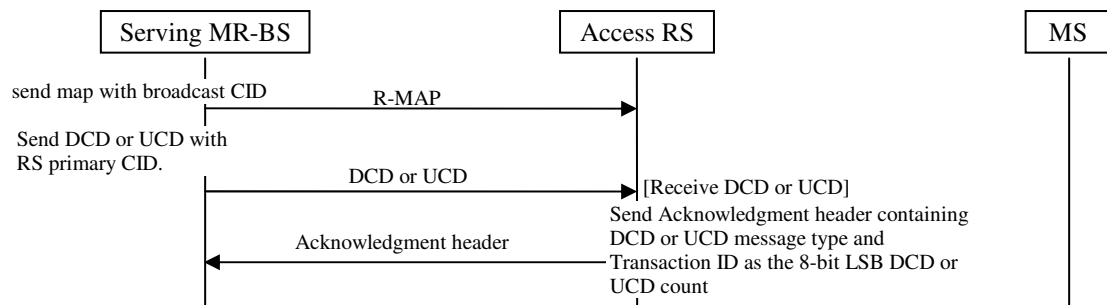 Serving MR-BS
Access RS
MS
send map with broadcast CID
R-MAP
Send DCD or UCD with
RS primary CID.
DCD or UCD
[Receive DCD or UCD]
Send Acknowledgment header containing
DCD or UCD message type and
Transaction ID as the 8-bit LSB DCD or
UCD count
Acknowledgment header